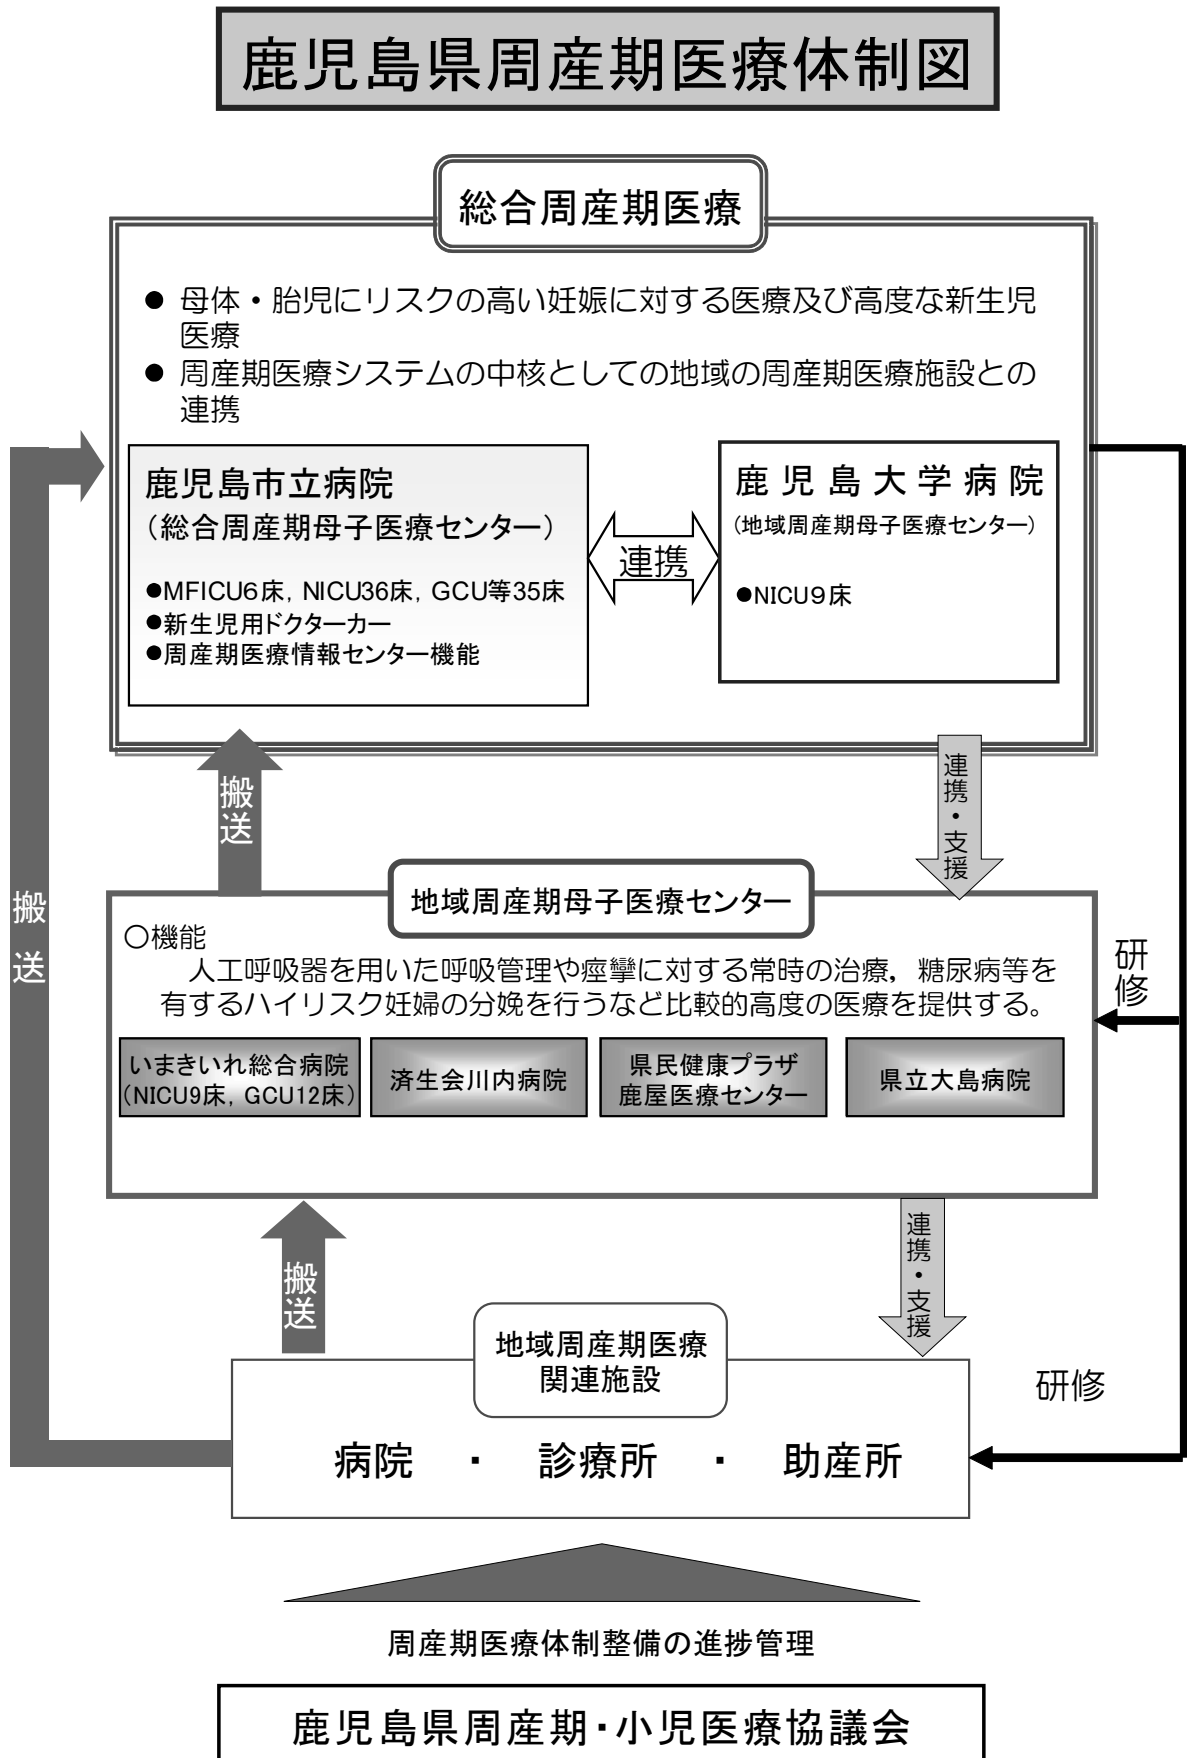 鹿児島県周産期医療体制図
総合周産期医療
● 母体・胎児にリスクの高い妊娠に対する医療及び高度な新生児
医療
● 周産期医療システムの中核としての地域の周産期医療施設との
連携
鹿児島市立病院
（総合周産期母子医療センター）
●MFICU6床，NICU36床，GCU等35床
●新生児用ドクターカー
●周産期医療情報センター機能
連携
鹿児島大学病院
(地域周産期母子医療センター)
●NICU９床
搬送
連携・支援
搬送
地域周産期母子医療センター
○機能
人工呼吸器を用いた呼吸管理や痙攣に対する常時の治療，糖尿病等を
有するハイリスク妊婦の分娩を行うなど比較的高度の医療を提供する。
研修
いまきいれ総合病院
（NICU9床，GCU12床）
済生会川内病院
県民健康プラザ
鹿屋医療センター
県立大島病院
搬送
連携・支援
地域周産期医療
関連施設
研修
病院 ・ 診療所 ・ 助産所
周産期医療体制整備の進捗管理
鹿児島県周産期・小児医療協議会